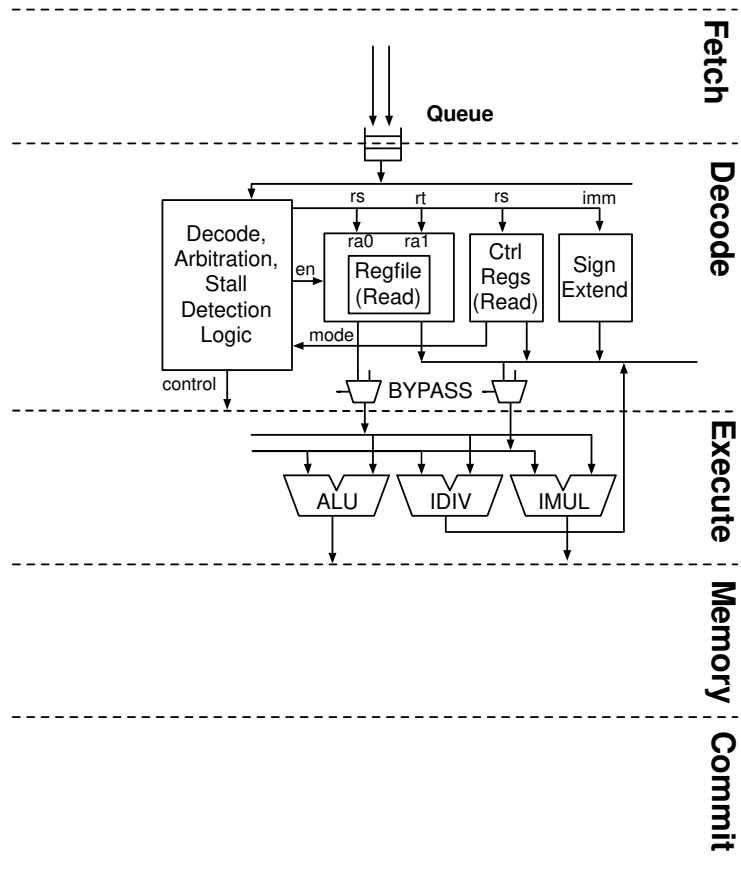 Fetch
Queue
Decode
rs
rt
rs
imm
Decode,
Arbitration,
Stall
Detection
Logic
en
ra0
ra1
Regfile
(Read)
Ctrl
Regs
(Read)
Sign
Extend
mode
control
BYPASS
Execute
ALU
IDIV
IMUL
Memory
Commit